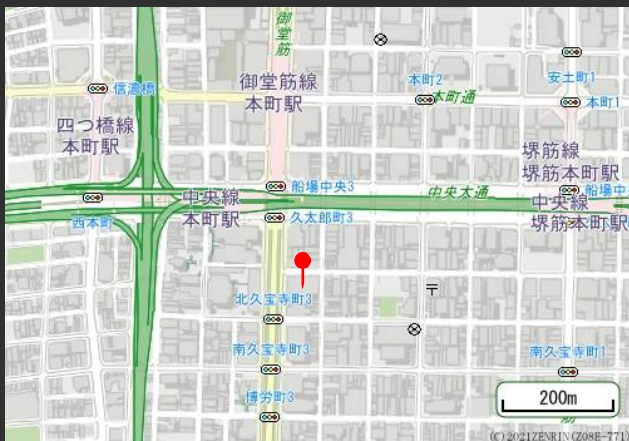 御堂筋
御堂筋線
本町駅
本町2
安土町1
信濃橋
本町通
本町1
四つ橋線
本町駅
堺筋線
堺筋本町駅
船場中央3
中央大通
船場中
中央線
本町駅
中央線
堺筋本町駅
西本町
久太郎町3
〒
北久宝寺町3
南久宝寺町3
南久宝寺町1
博労町3
200m
筋
(C)2021ZENRIN(Z08E-771)